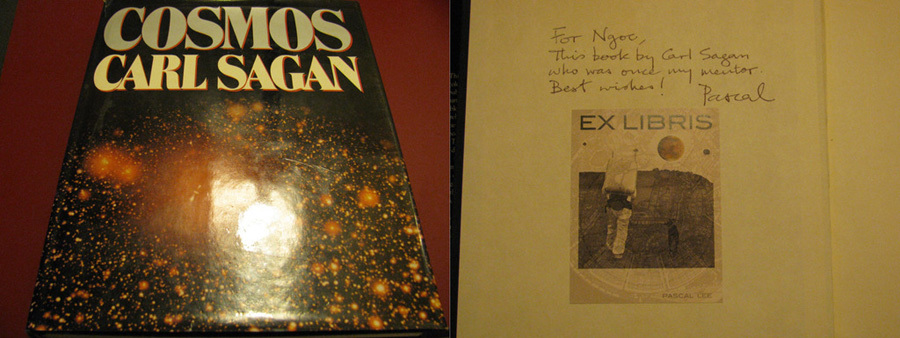 COSMOS
CARL SAGAN
For Ngoc,
This book by Carl Sagan
who was once my mentor.
Best wishes!
Pascal
EX LIBRIS
PASCAL LEE